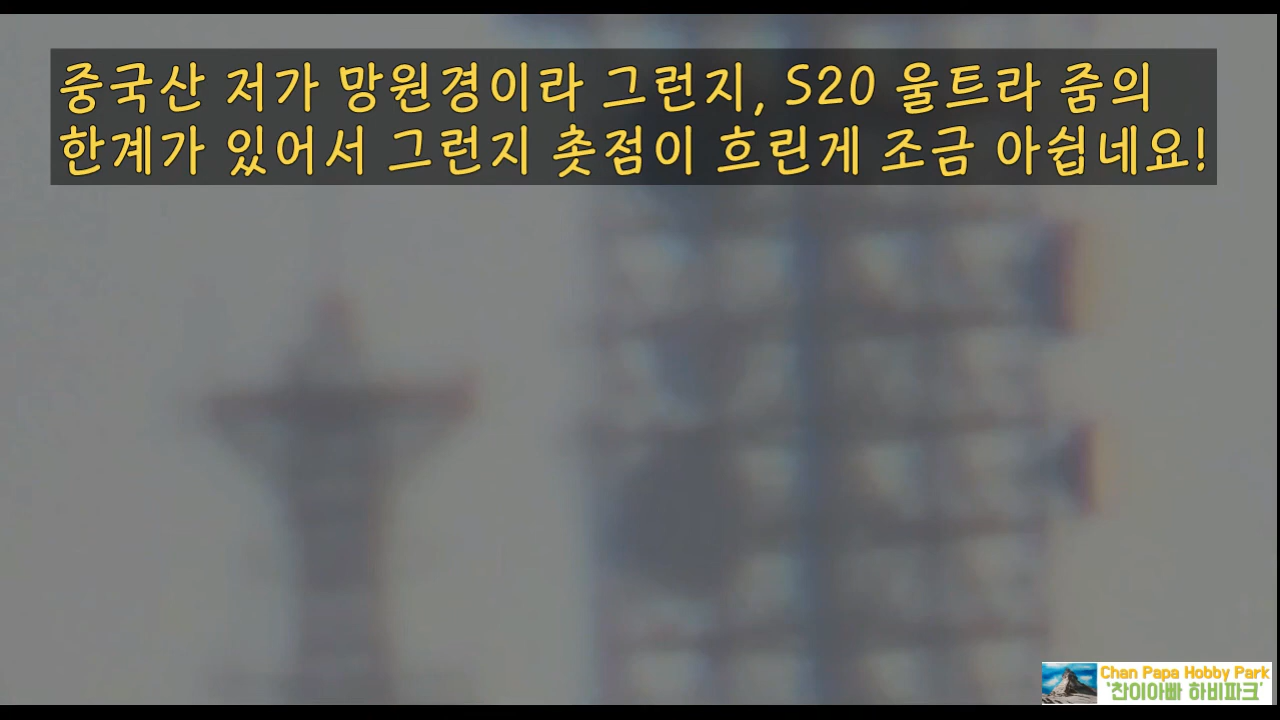 중국산 저가 망원경이라 그런지, S20 울트라 줌의
한계가 있어서 그런지 촛점이 흐린게 조금 아쉽네요!
Chan Papa Hobby Park
'찬이아빠 하비파크'